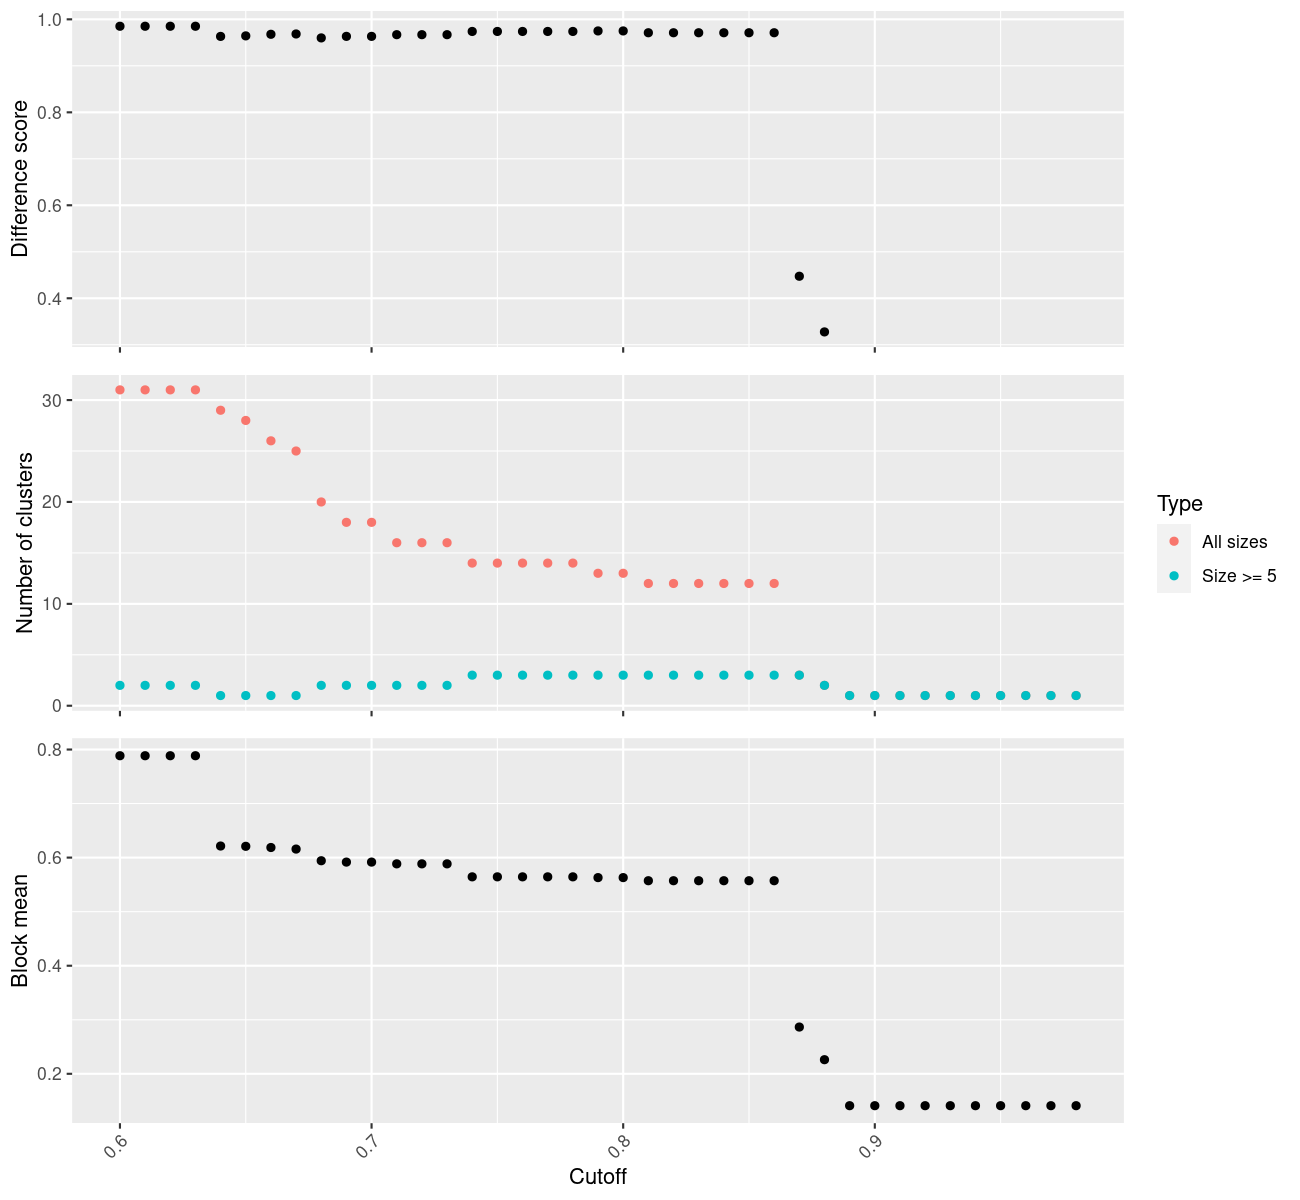 1.0
0.8
0.6
0.4
Difference score
30
20
10
0
Number of clusters
Type
All sizes
Size >= 5
0.8
0.6
0.4
0.2
Block mean
0.6
0.7
0.8
0.9
Cutoff